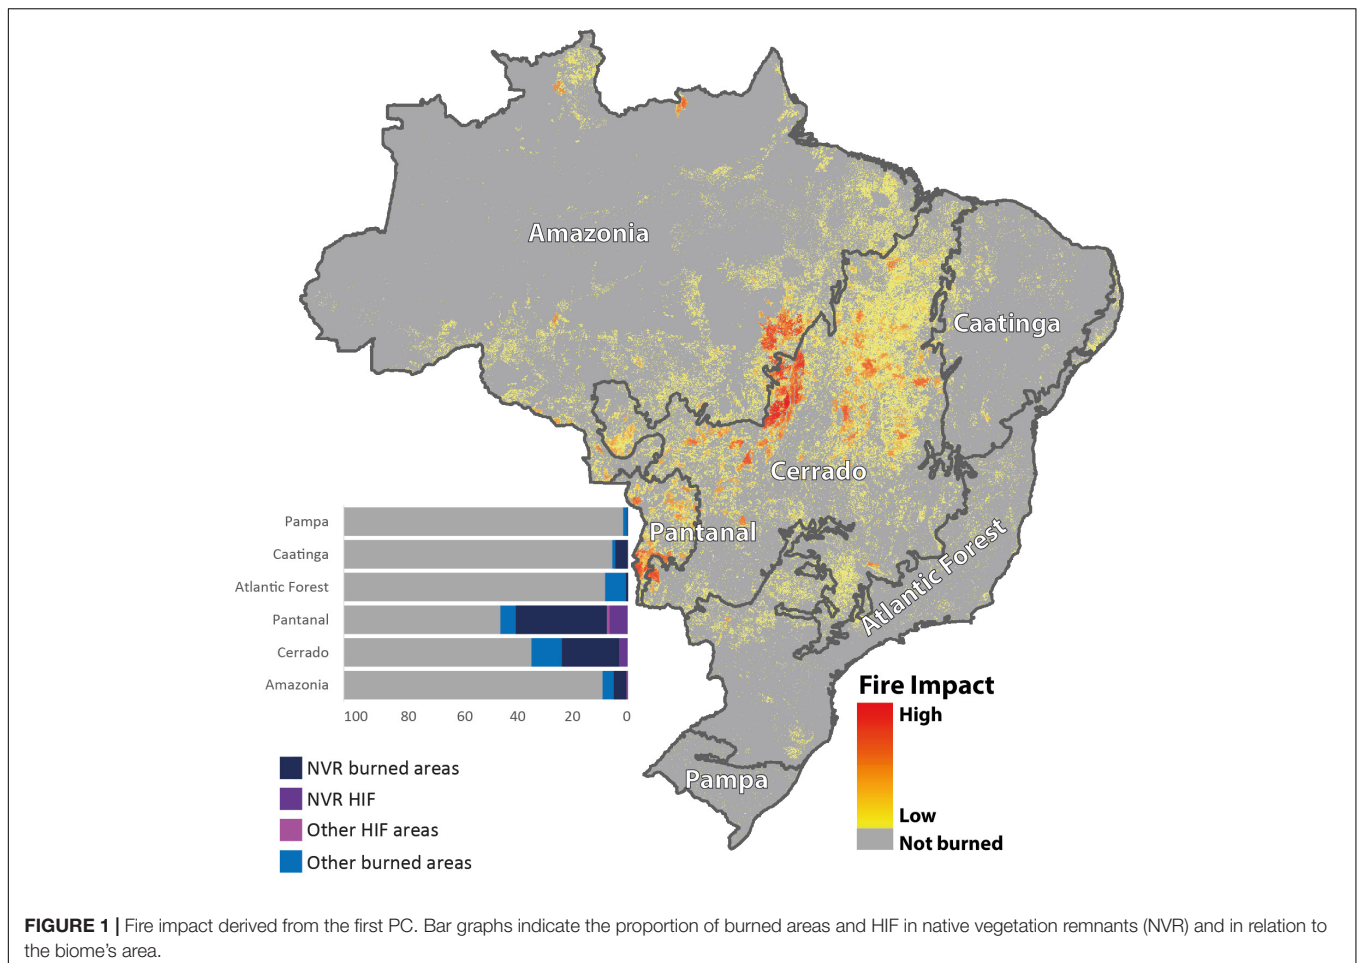 Amazonia
Caatinga
Cerrado
Pantanal
Atlantic Forest
Pampa
Pampa
Caatinga
Atlantic Forest
Pantanal
Cerrado
Amazonia
100 80 60 40 20 0
NVR burned areas
NVR HIF
Other HIF areas
Other burned areas
Fire Impact
High
Low
Not burned
FIGURE 1 | Fire impact derived from the first PC. Bar graphs indicate the proportion of burned areas and HIF in native vegetation remnants (NVR) and in relation to
the biome's area.